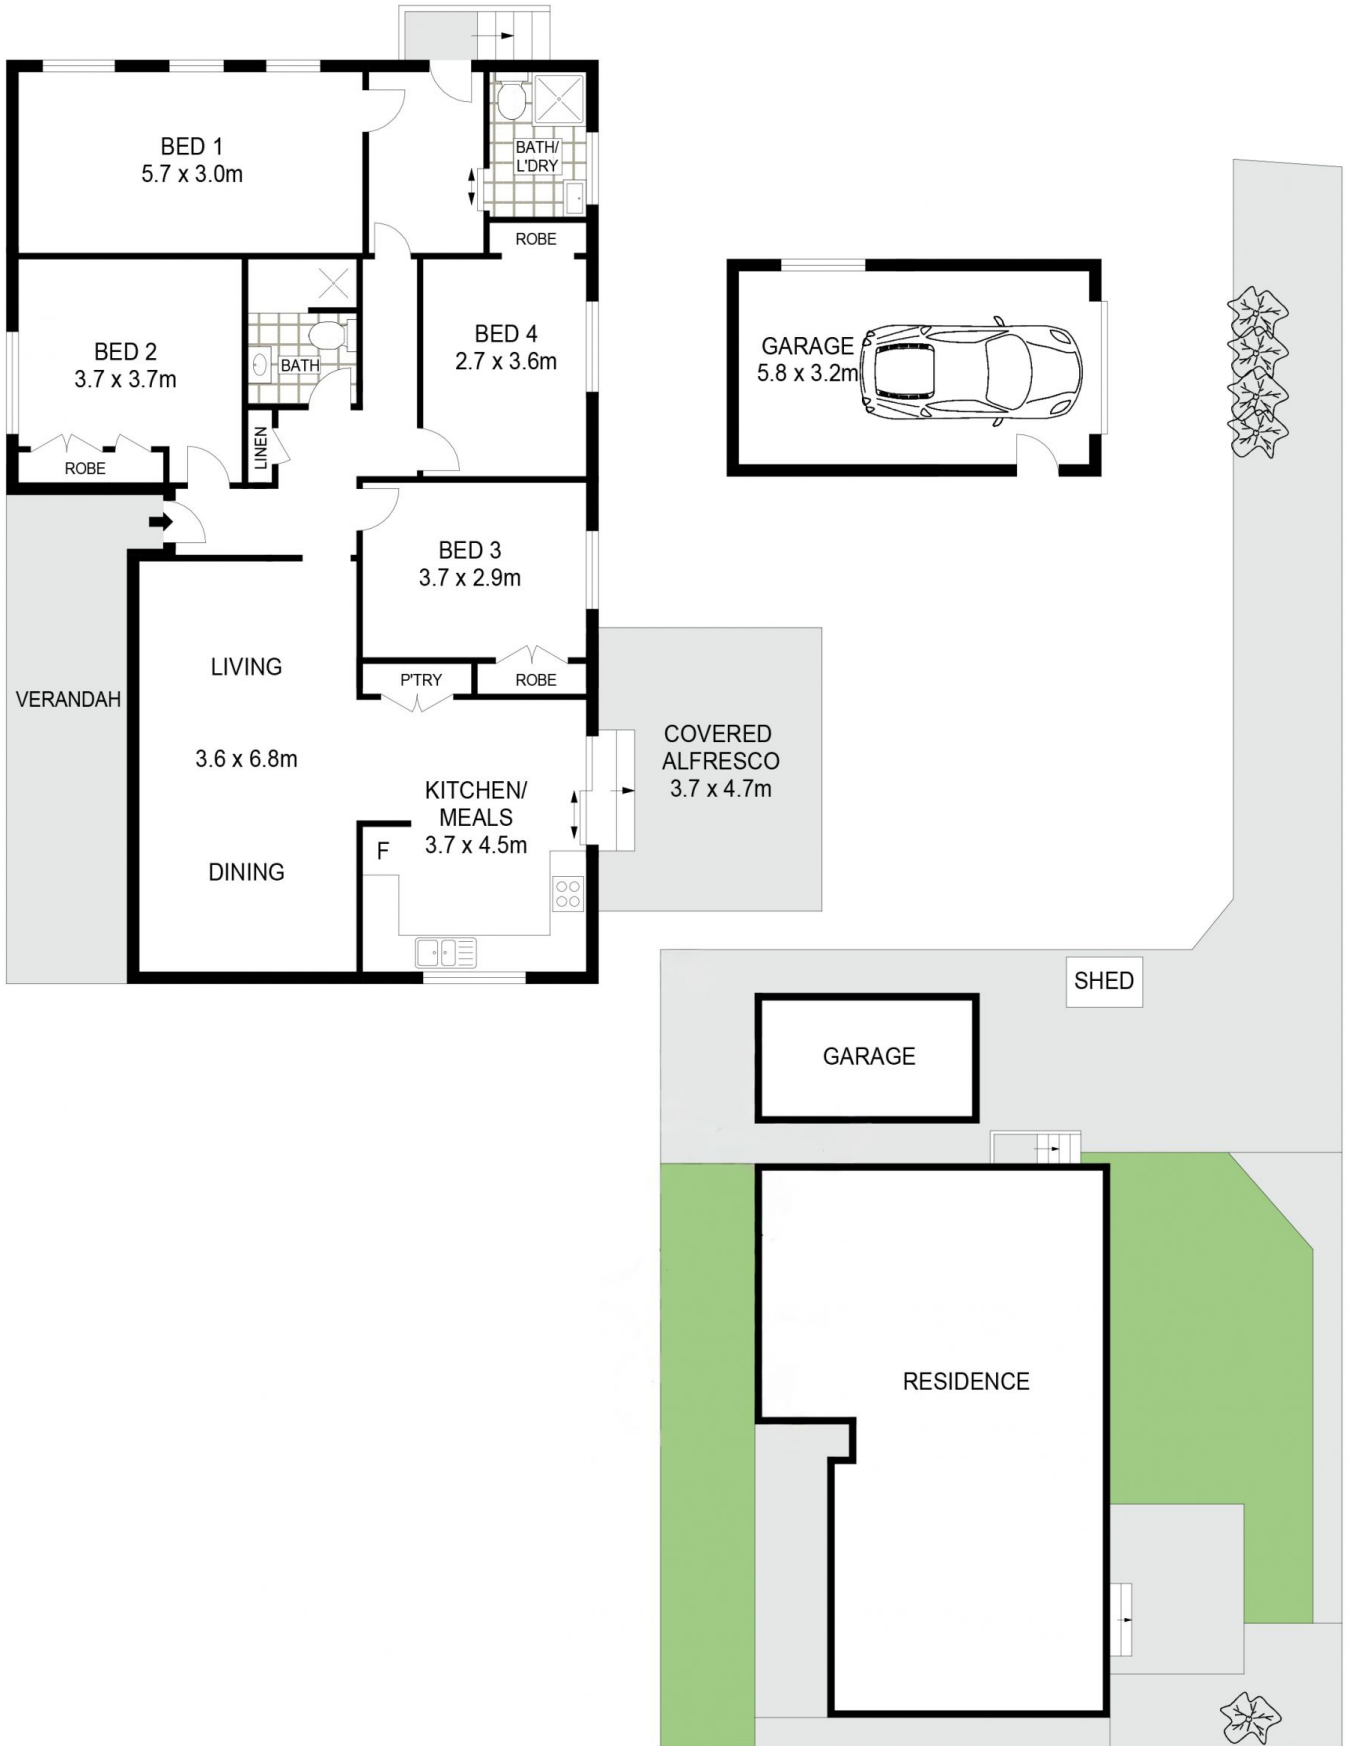 BED 1
5.7 x 3.0m
BATH/
L'DRY
ROBE
BED 2
3.7 x 3.7m
ROBE
BATH
LINEN
BED 4
2.7 x 3.6m
GARAGE
5.8 x 3.2m
BED 3
3.7 x 2.9m
ROBE
P'TRY
VERANDAH
LIVING
3.6 x 6.8m
DINING
KITCHEN/
MEALS
3.7 x 4.5m
F
COVERED
ALFRESCO
3.7 x 4.7m
SHED
GARAGE
RESIDENCE